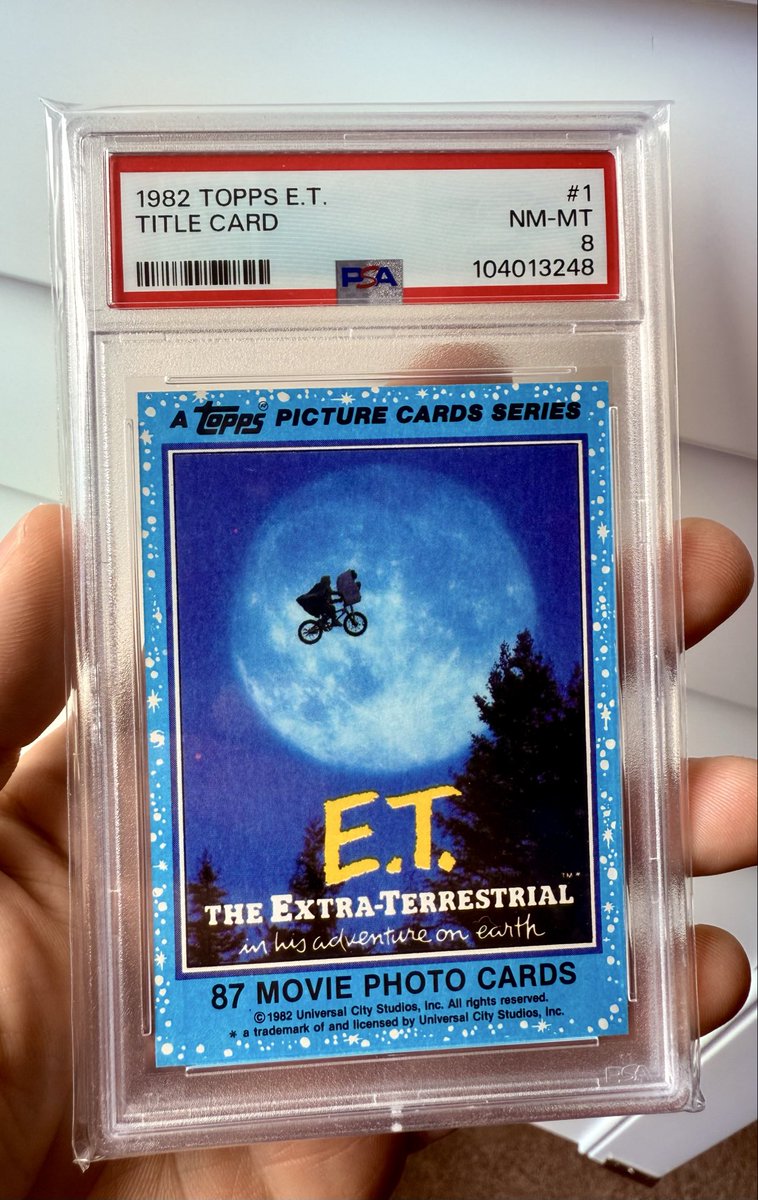 1982 TOPPS E.T.
#1
TITLE CARD
NM-MT
8
PSA
104013248
A Topps® PICTURE CARDS SERIES
E.T.
TM*
THE EXTRA-TERRESTRIAL
in his adventure on earth
87 MOVIE PHOTO CARDS
©1982 Universal City Studios, Inc. All rights reserved.
* a trademark of and licensed by Universal City Studios, Inc.
PSA